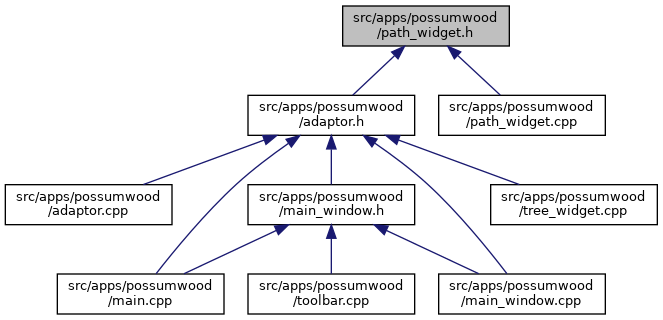 src/apps/possumwood
/path_widget.h
src/apps/possumwood
/adaptor.h
src/apps/possumwood
/path_widget.cpp
src/apps/possumwood
/adaptor.cpp
src/apps/possumwood
/main_window.h
src/apps/possumwood
/tree_widget.cpp
src/apps/possumwood
/main.cpp
src/apps/possumwood
/toolbar.cpp
src/apps/possumwood
/main_window.cpp